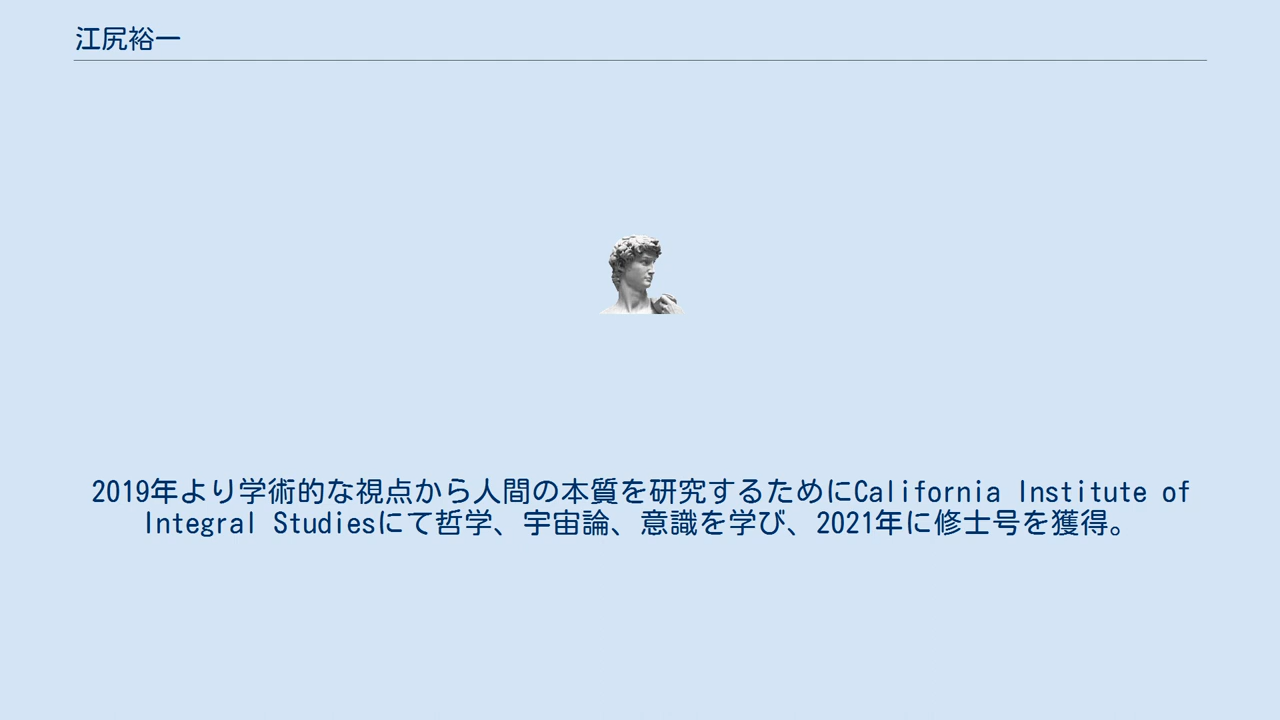 江尻裕一
2019年より学術的な視点から人間の本質を研究するためにCalifornia Institute of
Integral Studiesにて哲学、宇宙論、意識を学び、2021年に修士号を獲得。